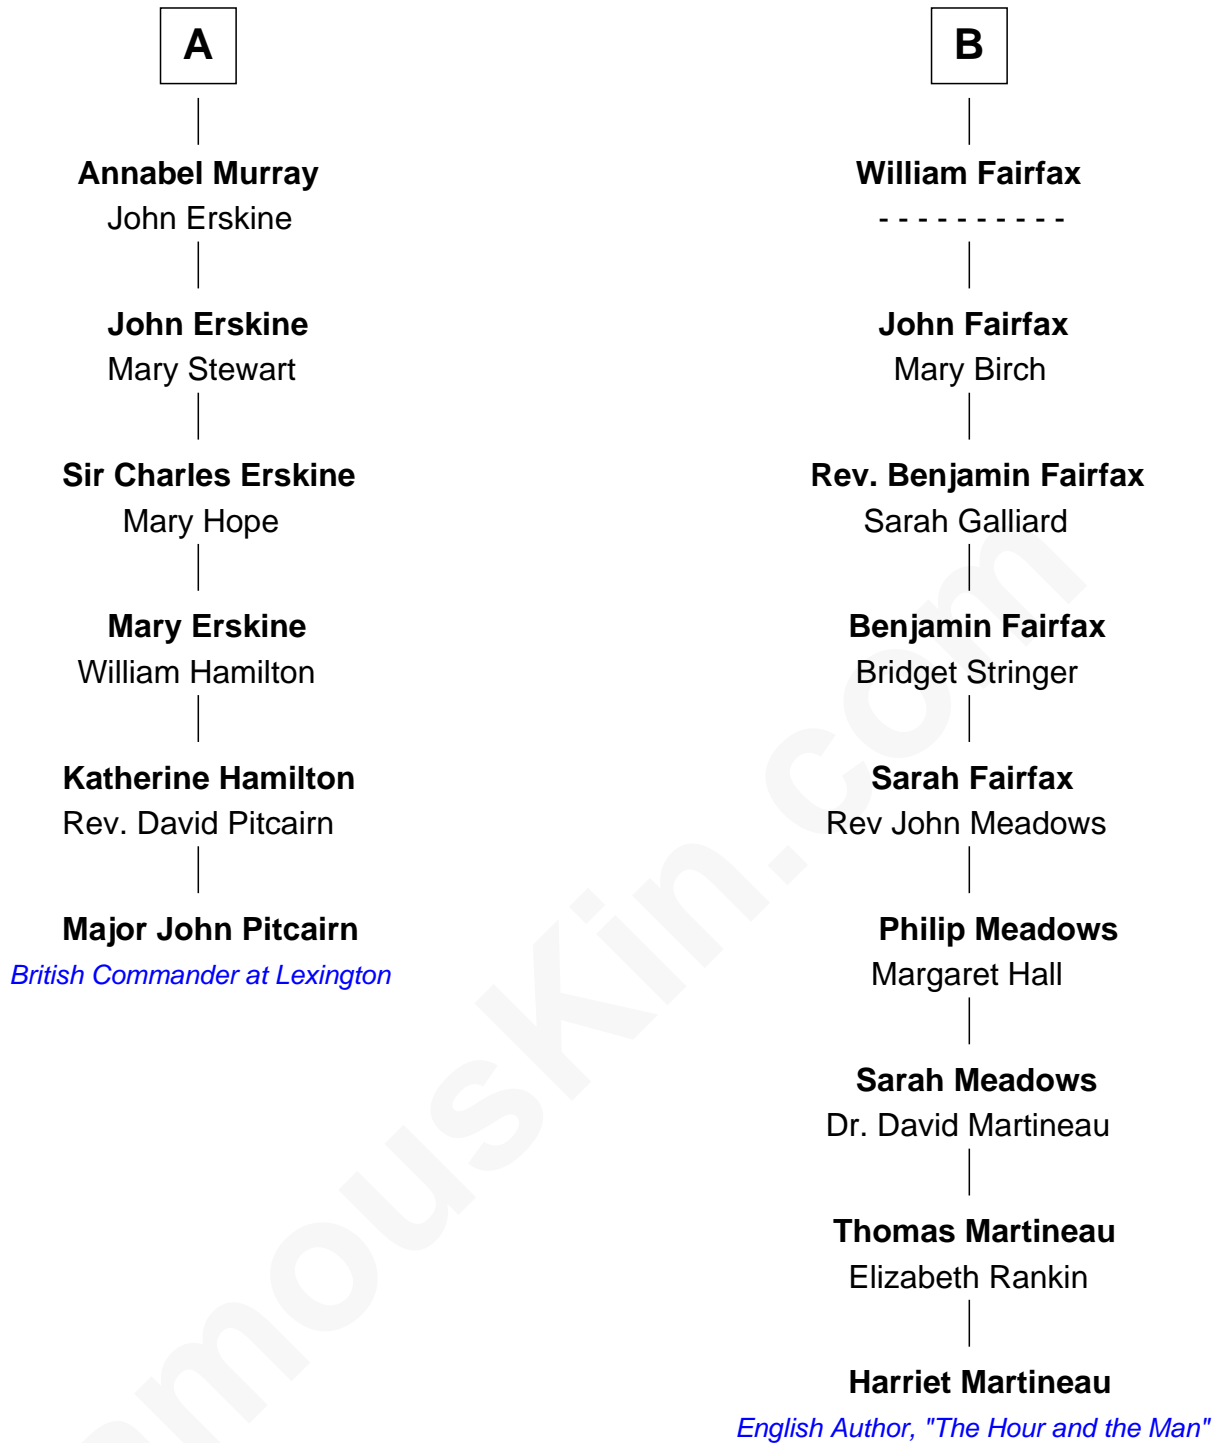 A
Annabel Murray
John Erskine
John Erskine
Mary Stewart
Sir Charles Erskine
Mary Hope
Mary Erskine
William Hamilton
Katherine Hamilton
Rev. David Pitcairn
Major John Pitcairn
British Commander at Lexington
B
William Fairfax
- - - - - - - - - -
John Fairfax
Mary Birch
Rev. Benjamin Fairfax
Sarah Galliard
Benjamin Fairfax
Bridget Stringer
Sarah Fairfax
Rev John Meadows
Philip Meadows
Margaret Hall
Sarah Meadows
Dr. David Martineau
Thomas Martineau
Elizabeth Rankin
Harriet Martineau
English Author, "The Hour and the Man"
amouskin.com